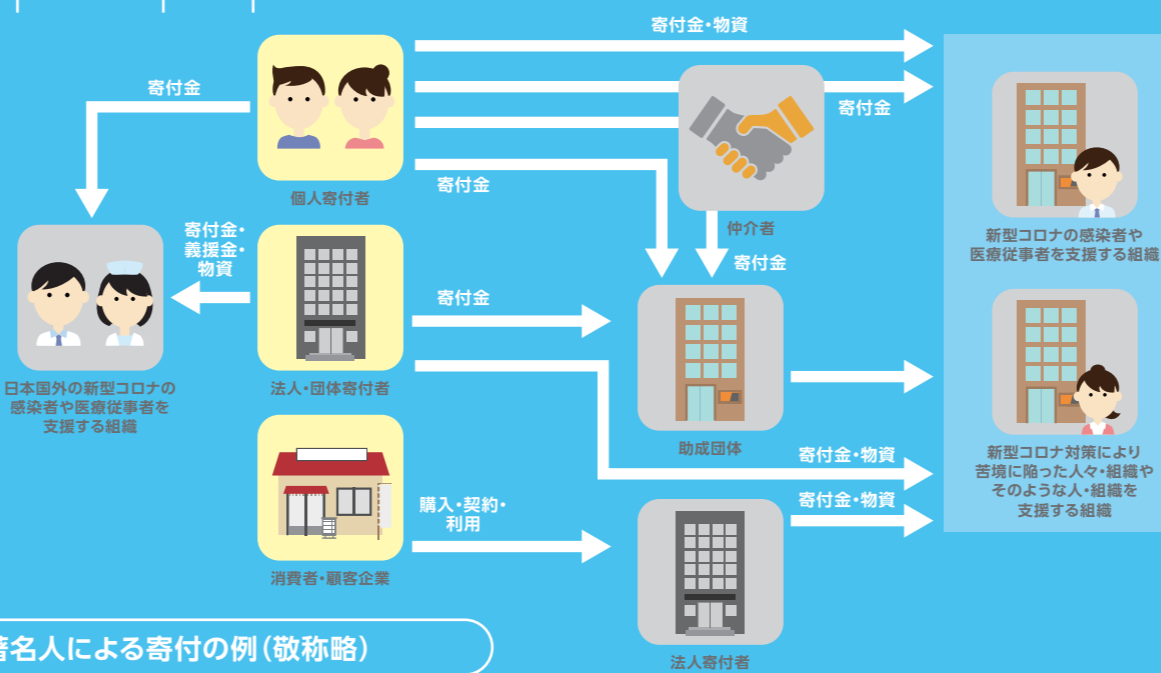 寄付金・物資
寄付金
寄付金
個人寄付者
寄付金
仲介者
寄付金・
義援金・
物資
寄付金
新型コロナの感染者や
医療従事者を支援する組織
寄付金
日本国外の新型コロナの
感染者や医療従事者を
支援する組織
法人・団体寄付者
助成団体
寄付金・物資
新型コロナ対策により
苦境に陥った人々・組織や
そのような人・組織を
支援する組織
購入・契約・
利用
寄付金・物資
消費者・顧客企業
法人寄付者
著名人による寄付の例（敬称略）